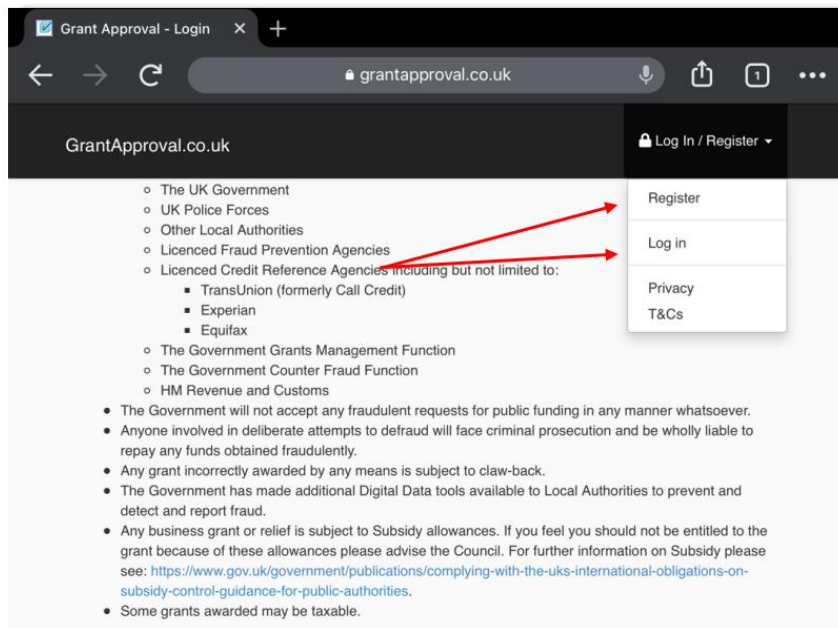 Grant Approval - Login
grantapproval.co.uk
1
GrantApproval.co.uk
Log In / Register
Register
Log in
Privacy
T&Cs
The UK Government
UK Police Forces
Other Local Authorities
Licenced Fraud Prevention Agencies
Licenced Credit Reference Agencies including but not limited to:
TransUnion (formerly Call Credit)
Experian
Equifax
The Government Grants Management Function
The Government Counter Fraud Function
HM Revenue and Customs
The Government will not accept any fraudulent requests for public funding in any manner whatsoever.
Anyone involved in deliberate attempts to defraud will face criminal prosecution and be wholly liable to
repay any funds obtained fraudulently.
Any grant incorrectly awarded by any means is subject to claw-back.
The Government has made additional Digital Data tools available to Local Authorities to prevent and
detect and report fraud.
Any business grant or relief is subject to Subsidy allowances. If you feel you should not be entitled to the
grant because of these allowances please advise the Council. For further information on Subsidy please
see: https://www.gov.uk/government/publications/complying-with-the-uks-international-obligations-on-
subsidy-control-guidance-for-public-authorities.
Some grants awarded may be taxable.